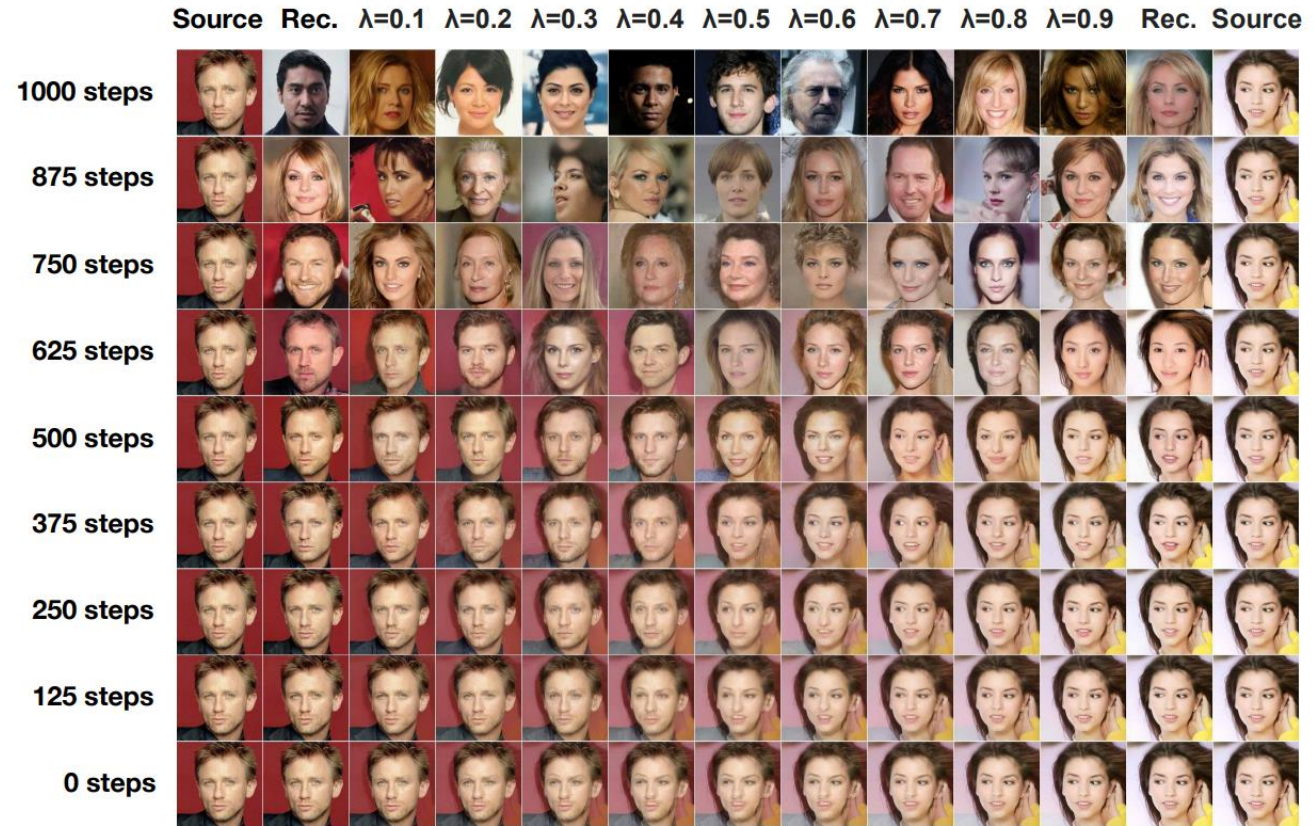 Source Rec. λ=0.1 λ=0.2 λ=0.3 λ=0.4 λ=0.5 λ=0.6 λ=0.7 λ=0.8 λ=0.9 Rec. Source
1000 steps
875 steps
750 steps
625 steps
500 steps
375 steps
250 steps
125 steps
0 steps